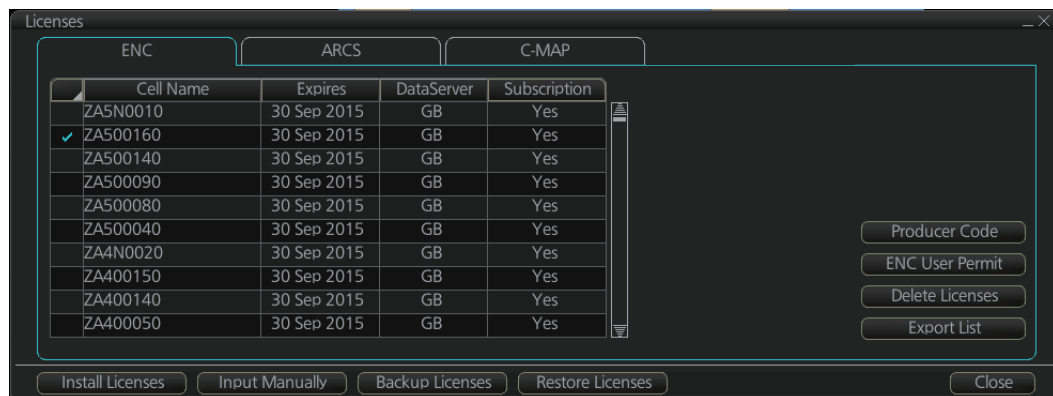 Licenses
ENC ARCS C-MAP
Cell Name Expires DataServer Subscription
ZA5N0010 30 Sep 2015 GB Yes
ZA500160 30 Sep 2015 GB Yes
ZA500140 30 Sep 2015 GB Yes
ZA500090 30 Sep 2015 GB Yes
ZA500080 30 Sep 2015 GB Yes
ZA500040 30 Sep 2015 GB Yes
ZA4N0020 30 Sep 2015 GB Yes
ZA400150 30 Sep 2015 GB Yes
ZA400140 30 Sep 2015 GB Yes
ZA400050 30 Sep 2015 GB Yes
Producer Code
ENC User Permit
Delete Licenses
Export List
Install Licenses Input Manually Backup Licenses Restore Licenses Close